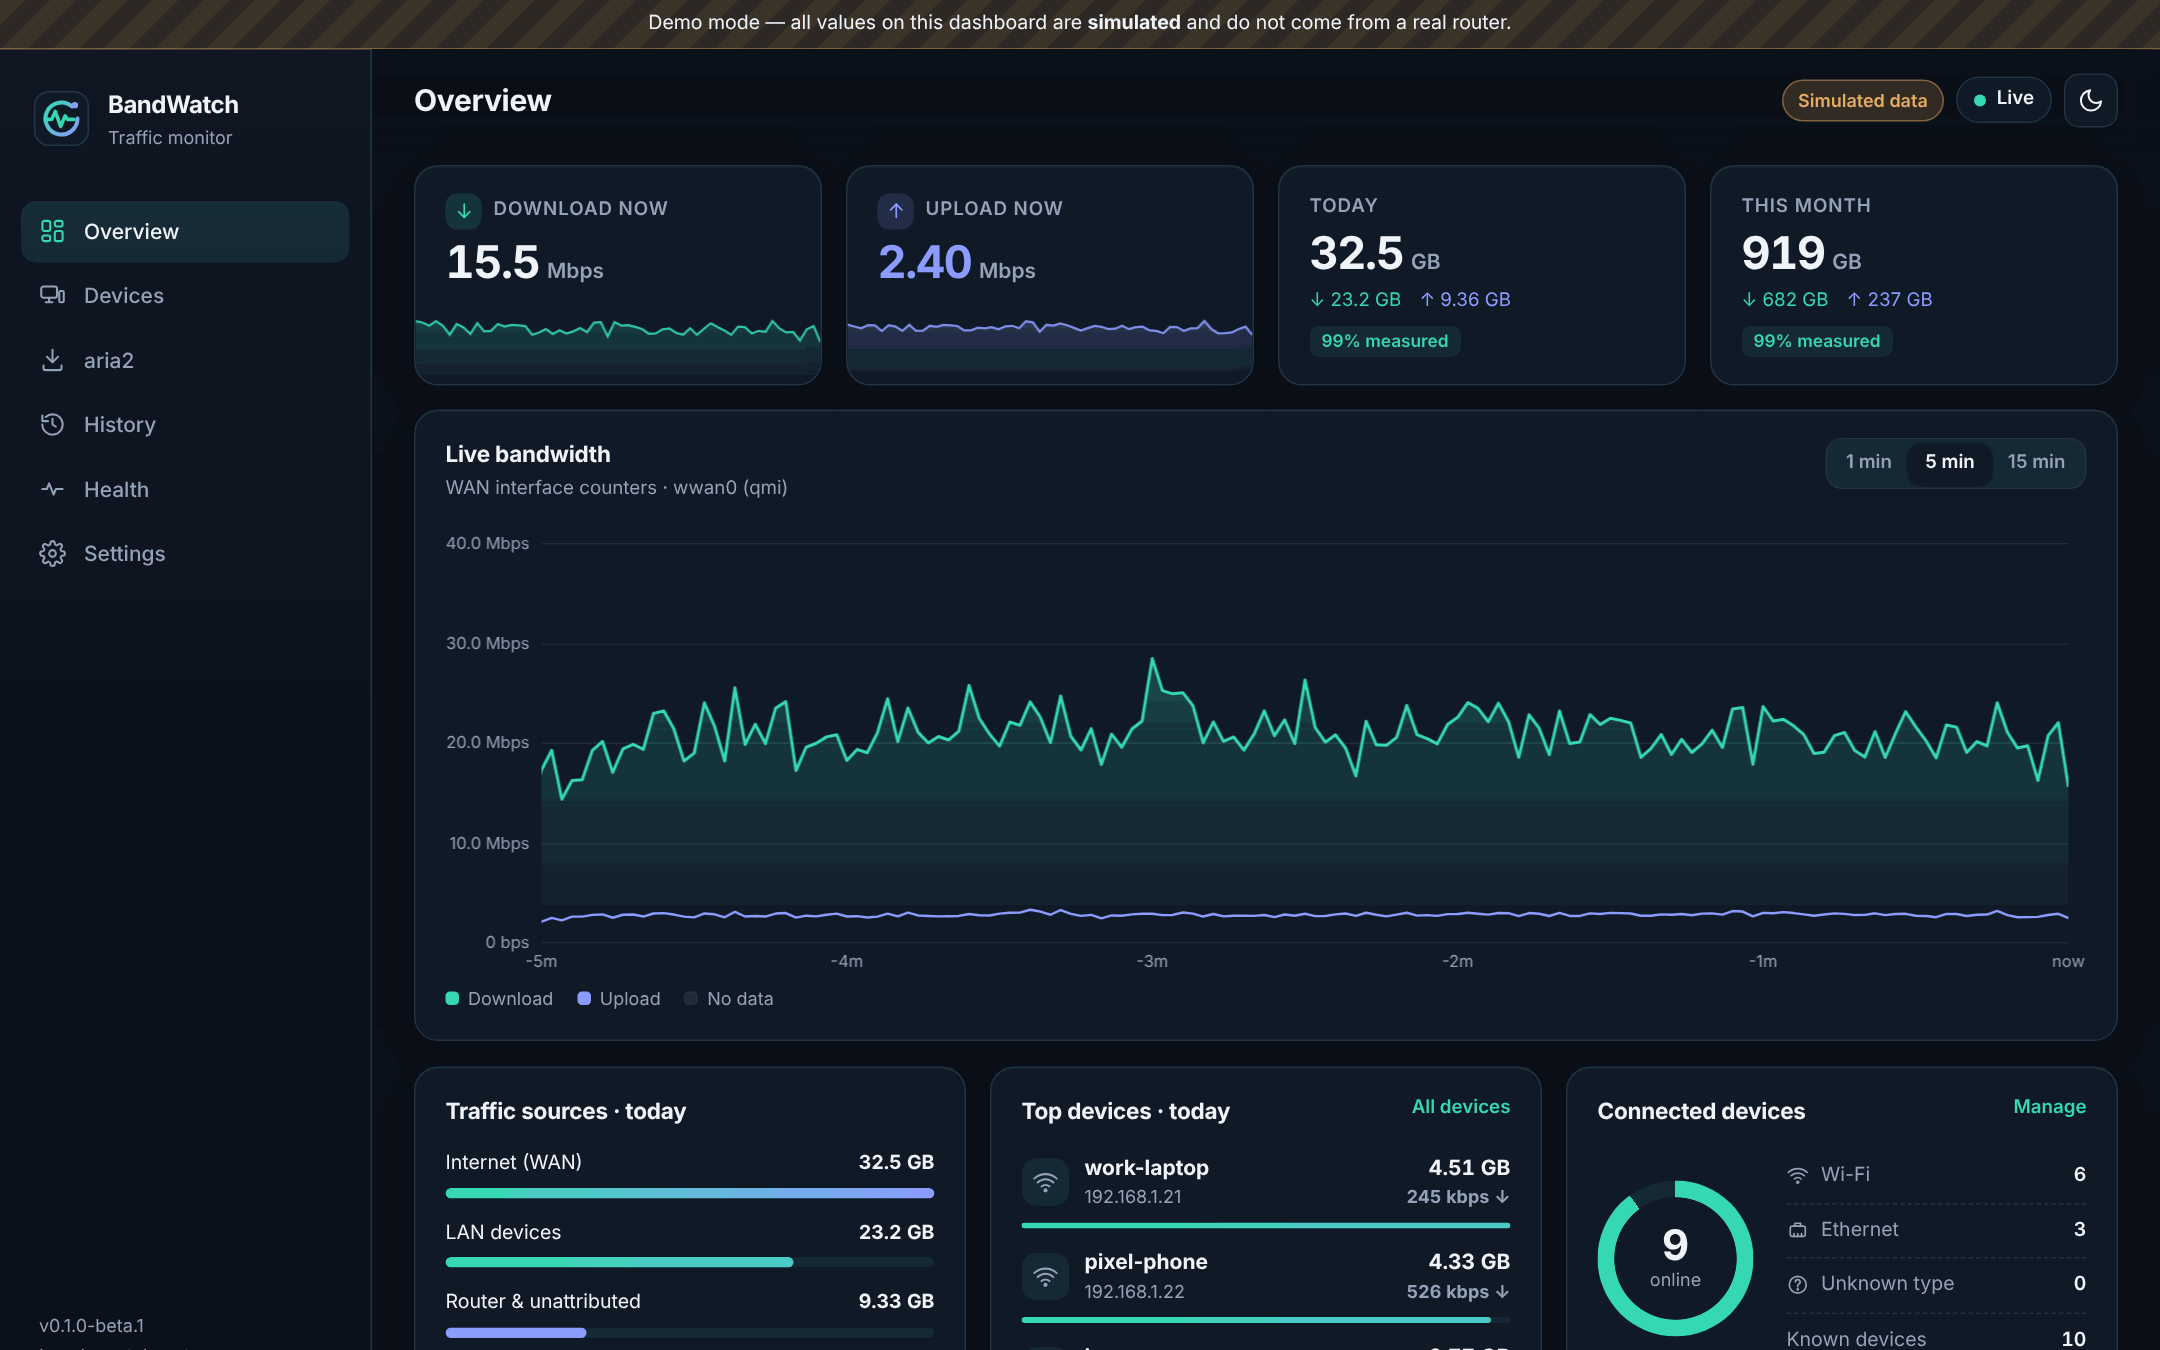 Demo mode — all values on this dashboard are simulated and do not come from a real router.
BandWatch
Traffic monitor
Overview
Devices
aria2
History
Health
Settings
v0.1.0-beta.1
Overview
Simulated data
Live
DOWNLOAD NOW
15.5 Mbps
UPLOAD NOW
2.40 Mbps
TODAY
32.5 GB
↓ 23.2 GB ↑ 9.36 GB
99% measured
THIS MONTH
919 GB
↓ 682 GB ↑ 237 GB
99% measured
Live bandwidth
WAN interface counters · wwan0 (qmi)
1 min 5 min 15 min
40.0 Mbps
30.0 Mbps
20.0 Mbps
10.0 Mbps
0 bps
-5m -4m -3m -2m -1m now
Download Upload No data
Traffic sources · today
Internet (WAN) 32.5 GB
LAN devices 23.2 GB
Router & unattributed 9.33 GB
Top devices · today All devices
work-laptop 4.51 GB
192.168.1.21 245 kbps ↓
pixel-phone 4.33 GB
192.168.1.22 526 kbps ↓
Connected devices Manage
9
online
Wi-Fi 6
Ethernet 3
Unknown type 0
Known devices 10